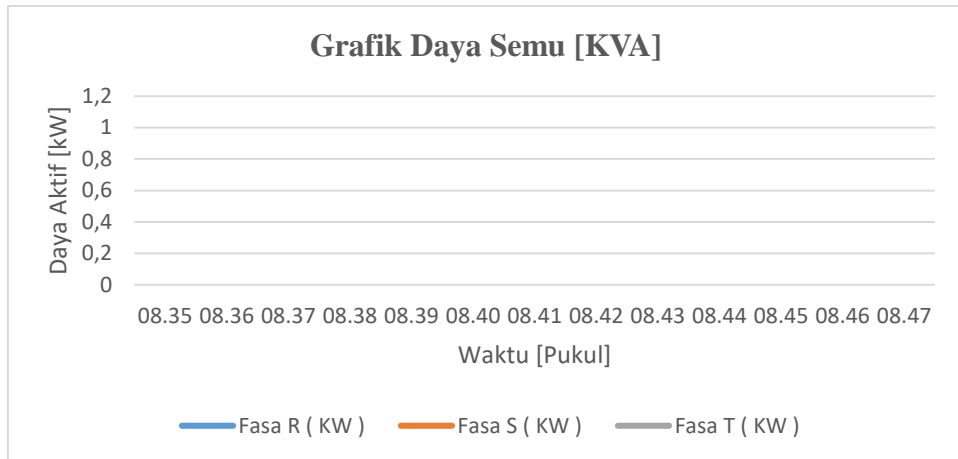 Grafik Daya Semu [KVA]
Daya Aktif [kW]
1,2
1
0,8
0,6
0,4
0,2
0
08.35 08.36 08.37 08.38 08.39 08.40 08.41 08.42 08.43 08.44 08.45 08.46 08.47
Waktu [Pukul]
Fasa R ( KW ) Fasa S ( KW ) Fasa T ( KW )